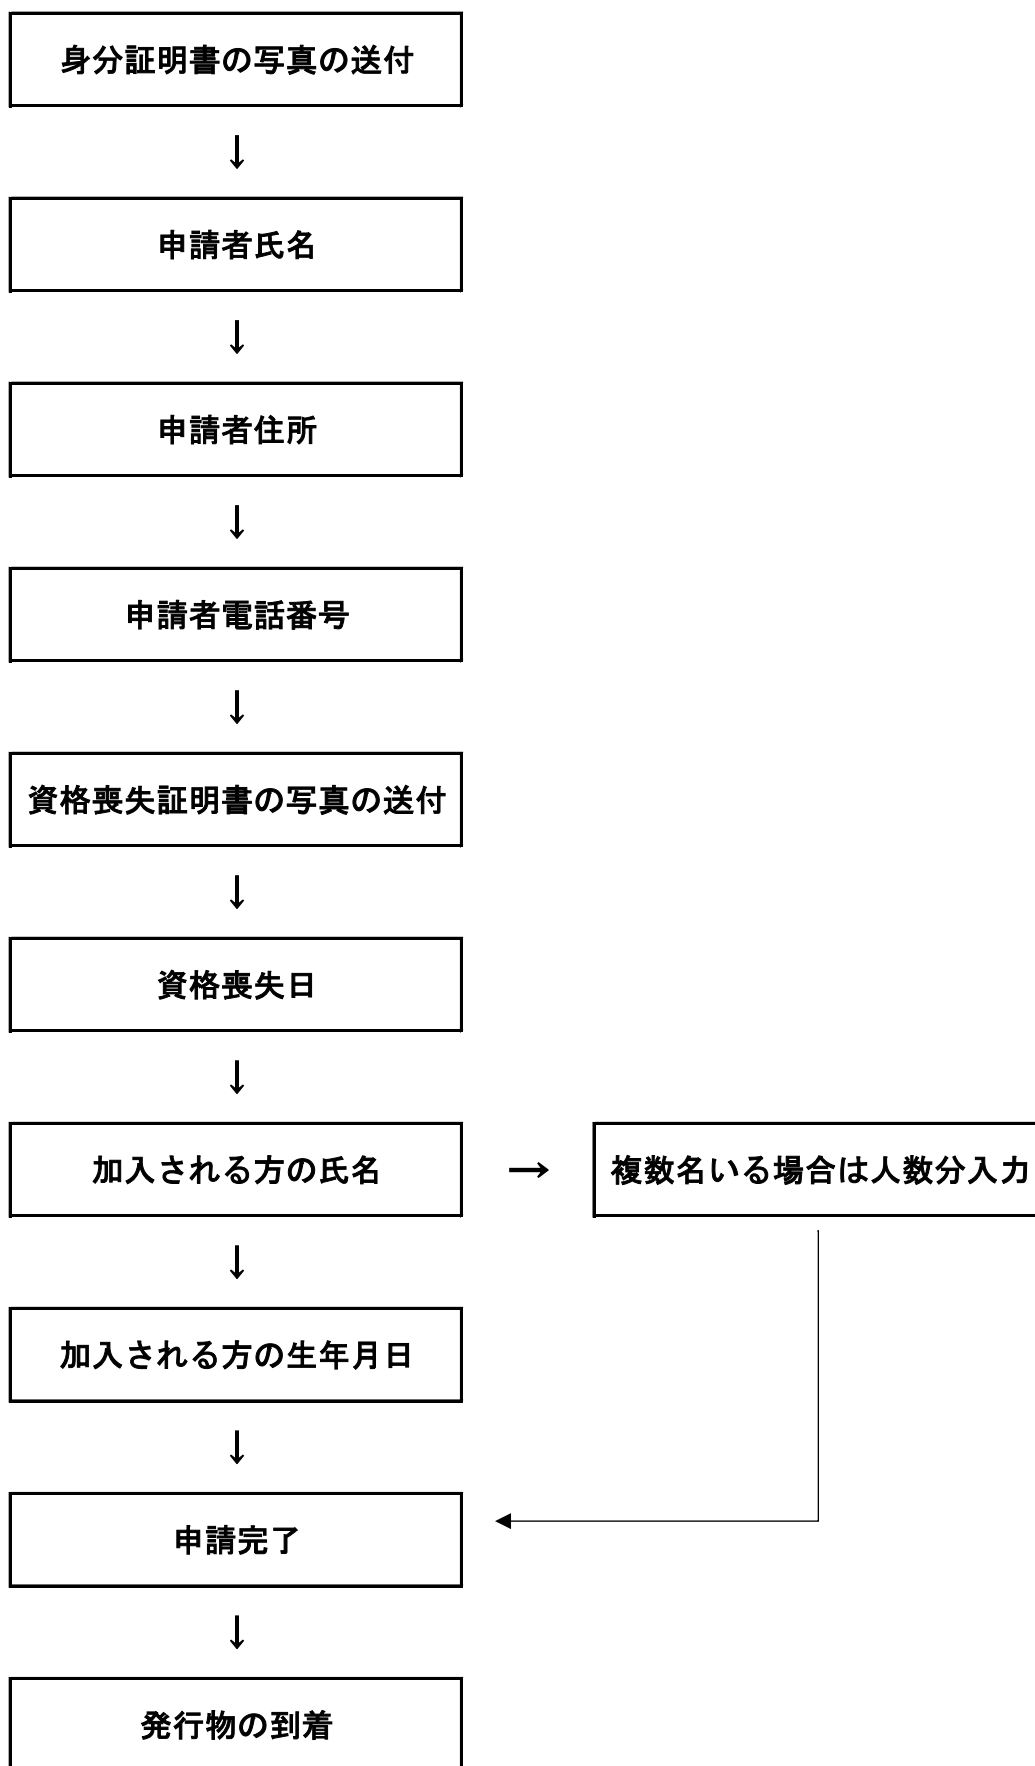 身分証明書の写真の送付
↓
申請者氏名
↓
申請者住所
↓
申請者電話番号
↓
資格喪失証明書の写真の送付
↓
資格喪失日
↓
加入される方の氏名 → 複数名いる場合は人数分入力
↓
加入される方の生年月日
↓
申請完了
↓
発行物の到着